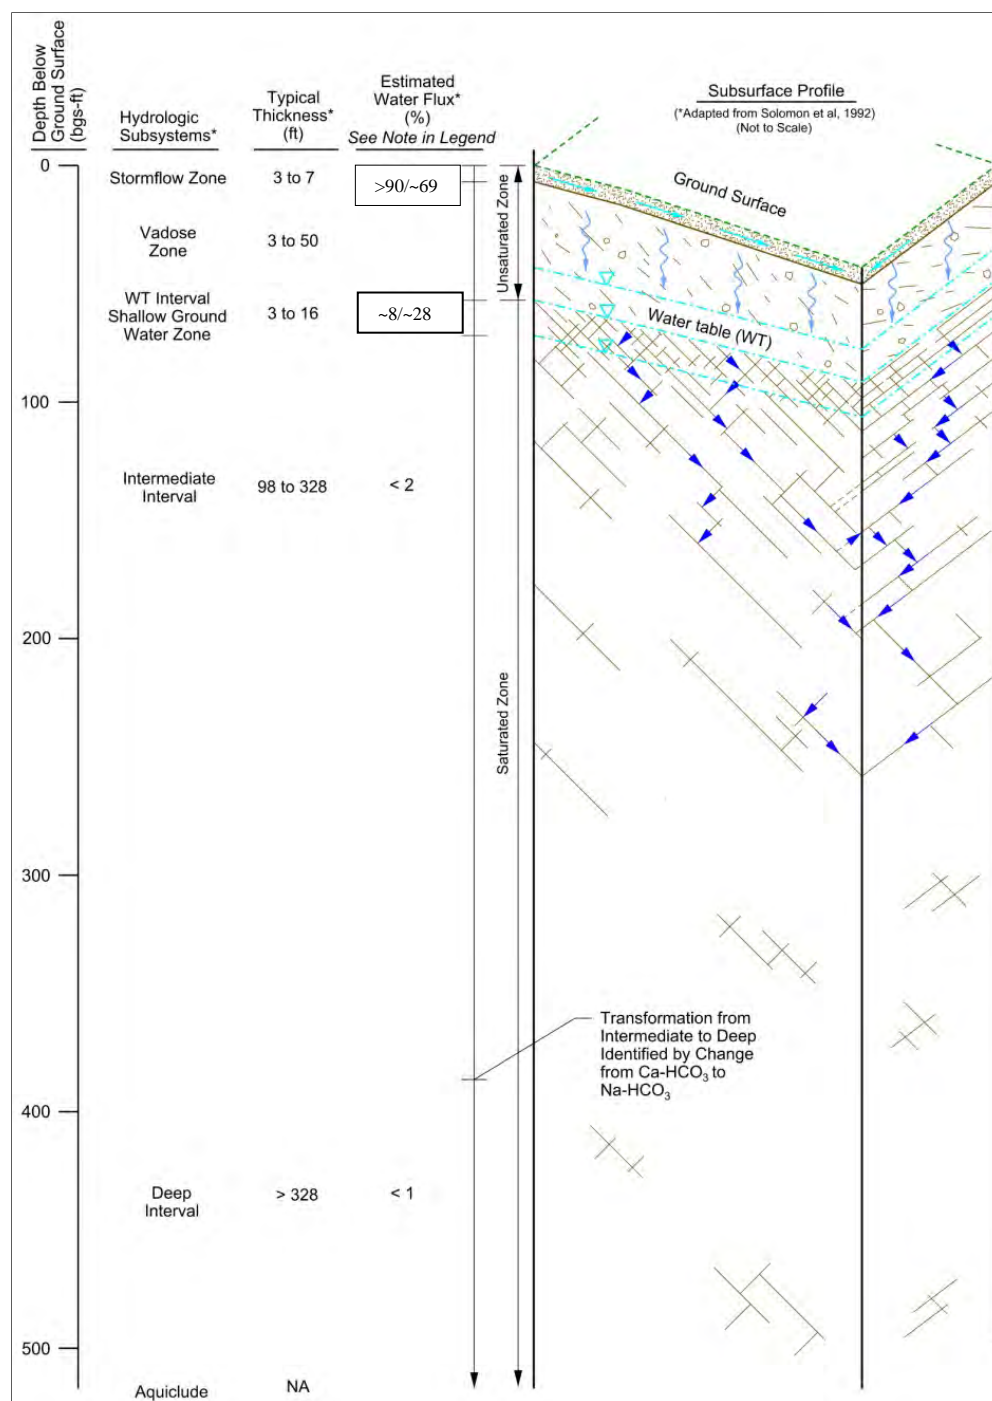 Depth Below
Ground Surface
(bgs-ft)
Hydrologic
Subsystems*
Typical
Thickness*
(ft)
Estimated
Water Flux*
(%)
See Note in Legend
Subsurface Profile
(*Adapted from Solomon et al, 1992)
(Not to Scale)
0
Stormflow Zone
3 to 7
>90/~69
Ground Surface
Unsaturated Zone
Vadose
Zone
3 to 50
WT Interval
Shallow Ground
Water Zone
3 to 16
~8/~28
Water table (WT)
100
Intermediate
Interval
98 to 328
< 2
200
Saturated Zone
300
Transformation from
Intermediate to Deep
Identified by Change
from Ca-HCO₃ to
Na-HCO₃
400
Deep
Interval
> 328
< 1
500
Aquiclude
NA